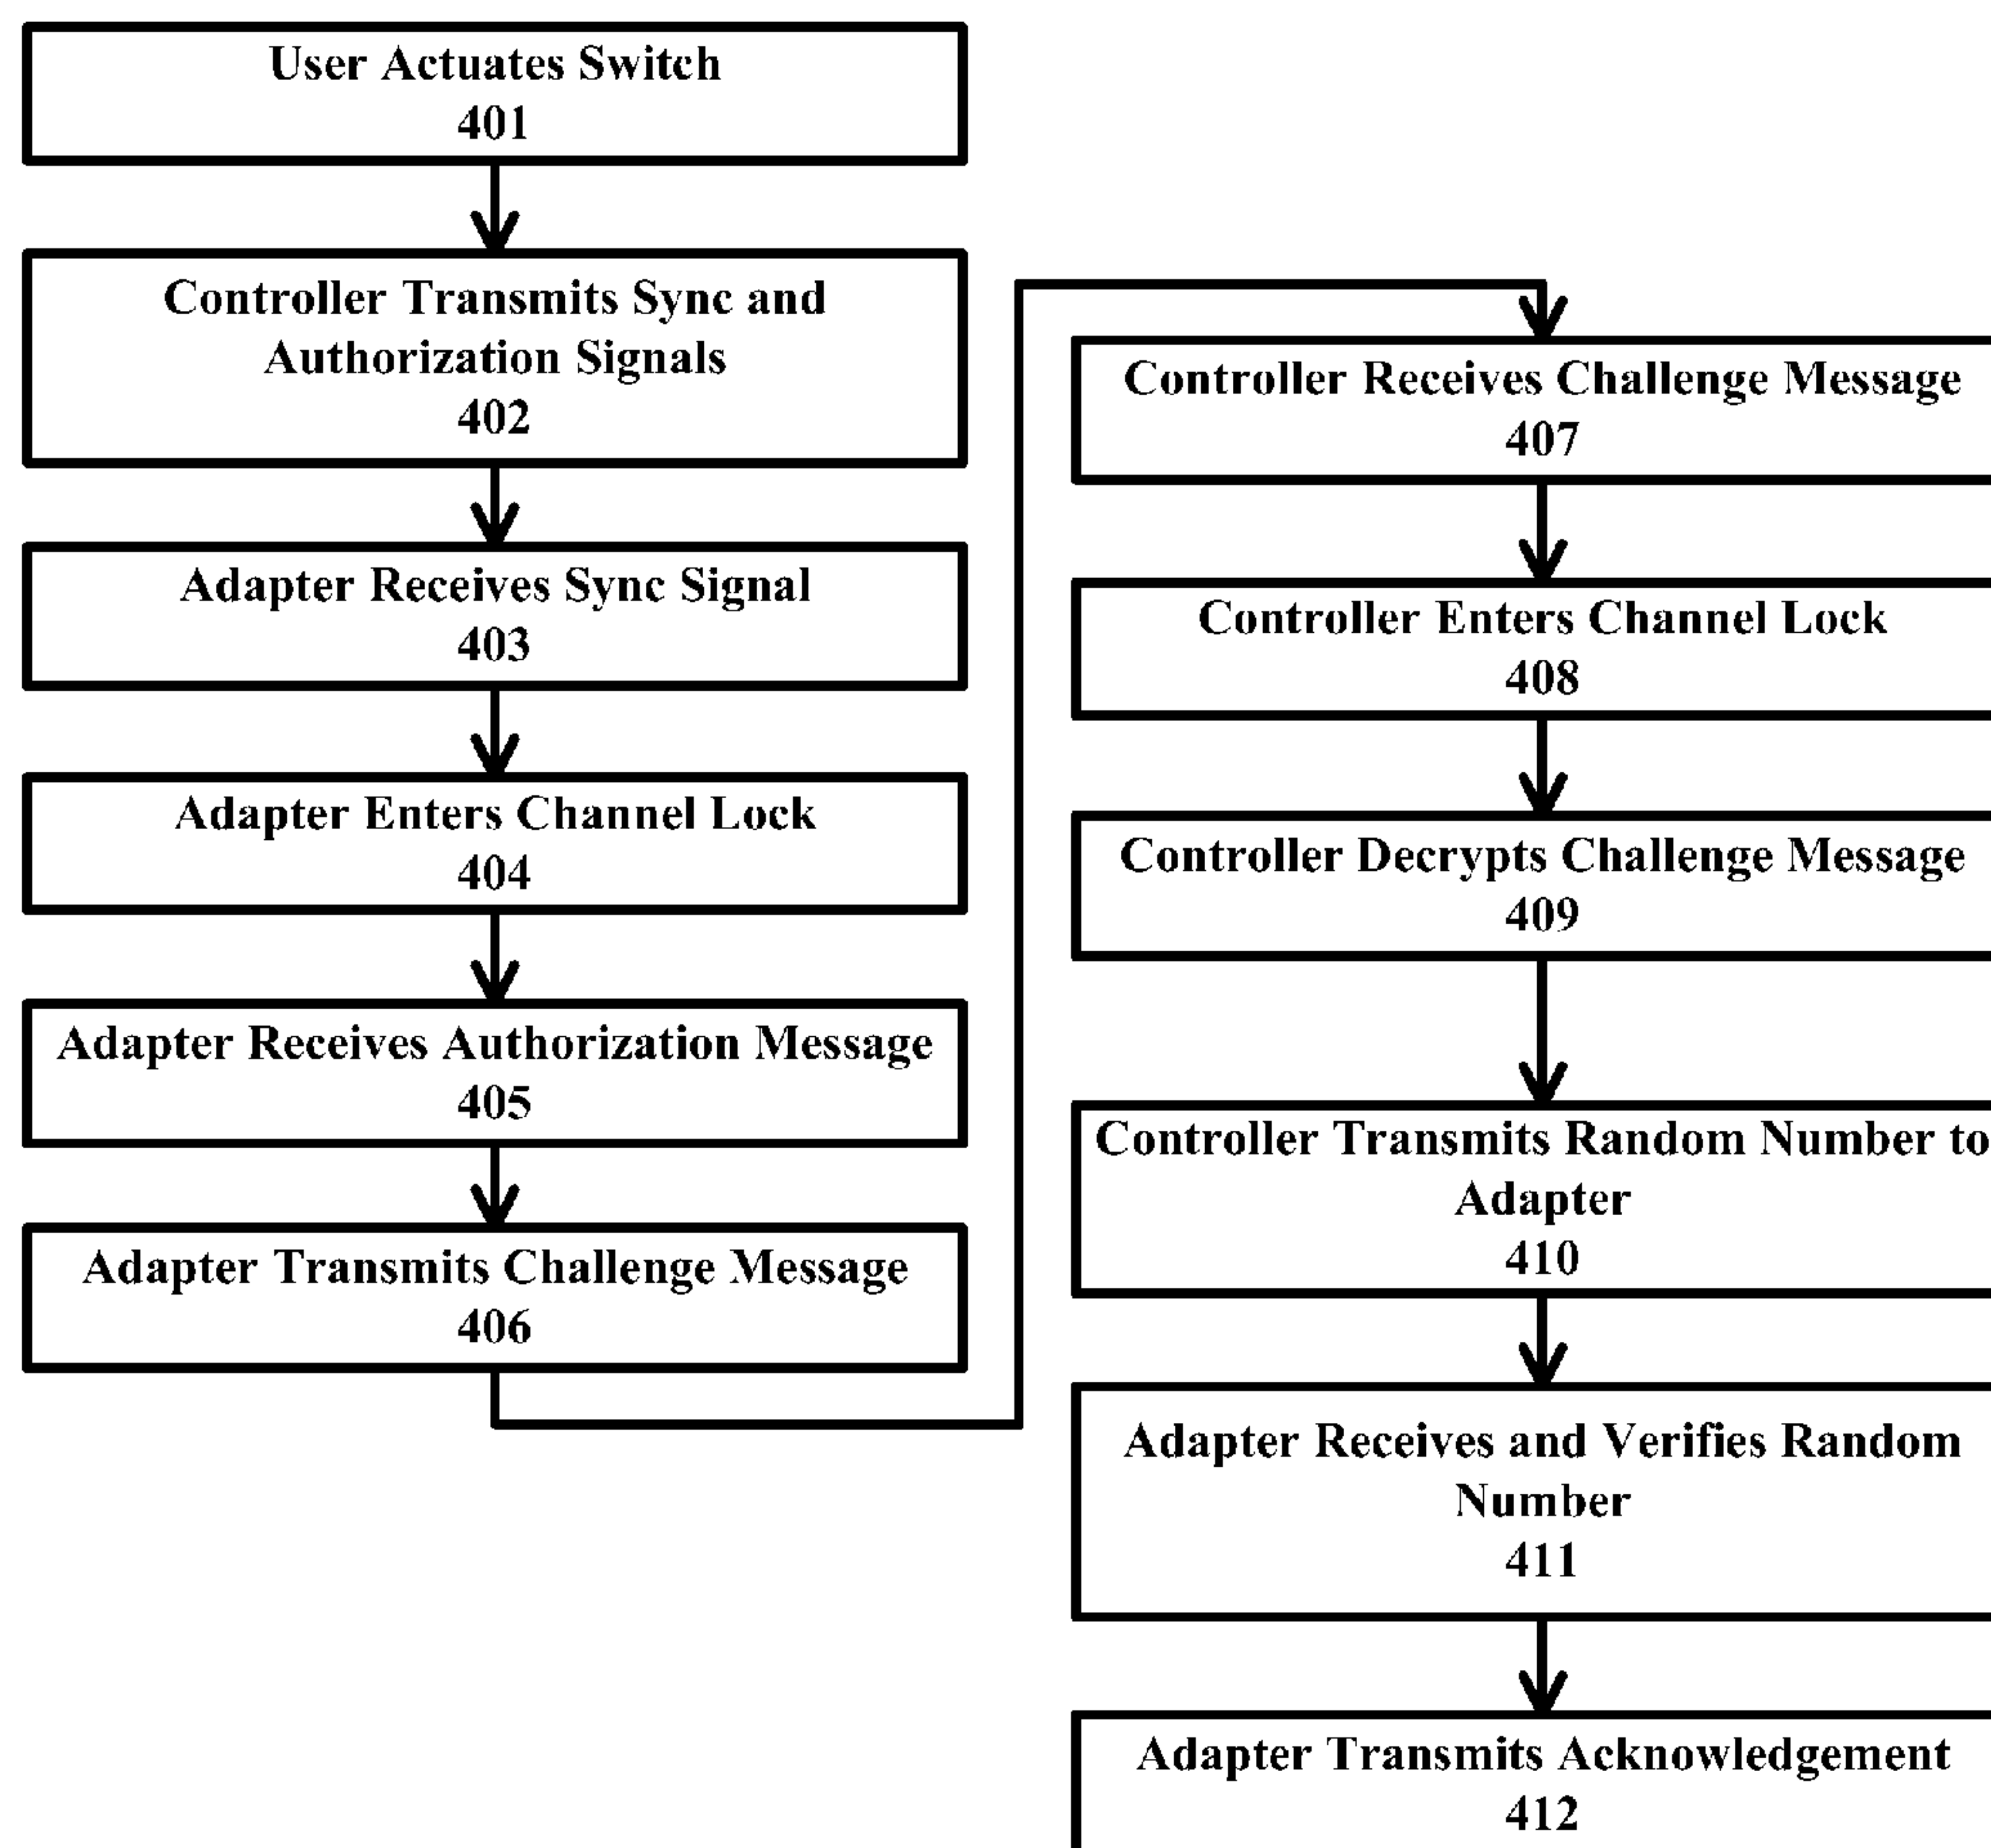 User Actuates Switch
401
Controller Transmits Sync and
Authorization Signals
402
Adapter Receives Sync Signal
403
Adapter Enters Channel Lock
404
Adapter Receives Authorization Message
405
Adapter Transmits Challenge Message
406
Controller Receives Challenge Message
407
Controller Enters Channel Lock
408
Controller Decrypts Challenge Message
409
Controller Transmits Random Number to
Adapter
410
Adapter Receives and Verifies Random
Number
411
Adapter Transmits Acknowledgement
412